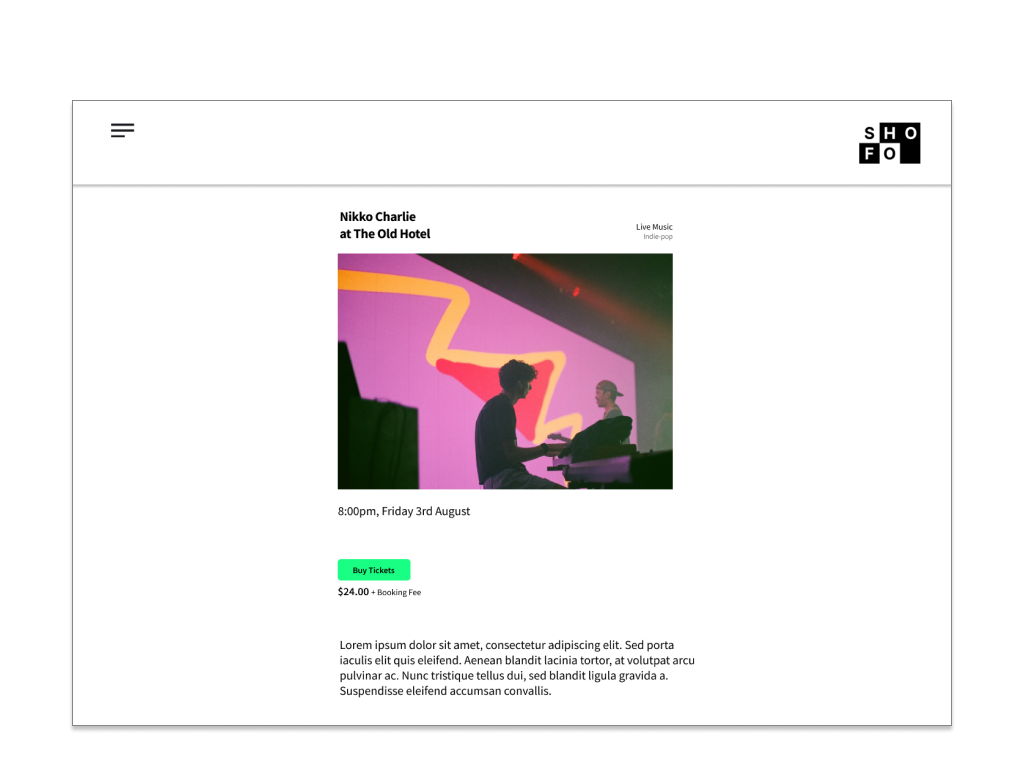 SHO
FO
Nikko Charlie
at The Old Hotel
Live Music
Indie-pop
8:00pm, Friday 3rd August
Buy Tickets
$24.00 + Booking Fee
Lorem ipsum dolor sit amet, consectetur adipiscing elit. Sed porta
iaculis elit quis eleifend. Aenean blandit lacinia tortor, at volutpat arcu
pulvinar ac. Nunc tristique tellus dui, sed blandit ligula gravida a.
Suspendisse eleifend accumsan convallis.